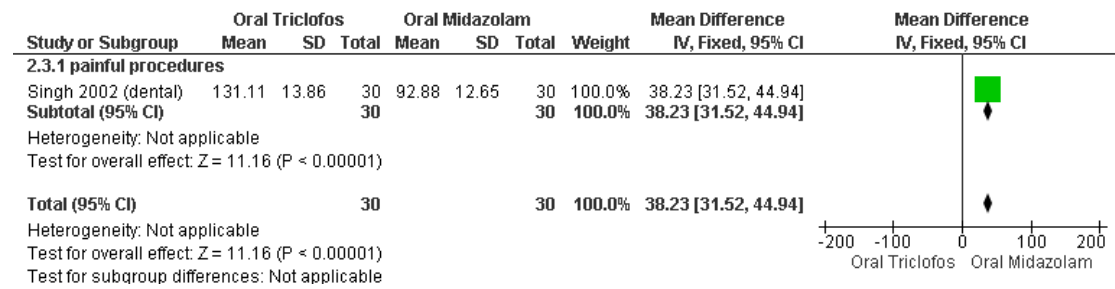 Oral Triclofos Oral Midazolam Mean Difference Mean Difference
Study or Subgroup Mean SD Total Mean SD Total Weight IV, Fixed, 95% CI IV, Fixed, 95% CI
2.3.1 painful procedures
Singh 2002 (dental) 131.11 13.86 30 92.88 12.65 30 100.0% 38.23 [31.52, 44.94]
Subtotal (95% CI) 30 30 100.0% 38.23 [31.52, 44.94]
Heterogeneity: Not applicable
Test for overall effect: Z = 11.16 (P < 0.00001)
Total (95% CI) 30 30 100.0% 38.23 [31.52, 44.94]
Heterogeneity: Not applicable
Test for overall effect: Z = 11.16 (P < 0.00001)
Test for subgroup differences: Not applicable
-200 -100 0 100 200
Oral Triclofos Oral Midazolam